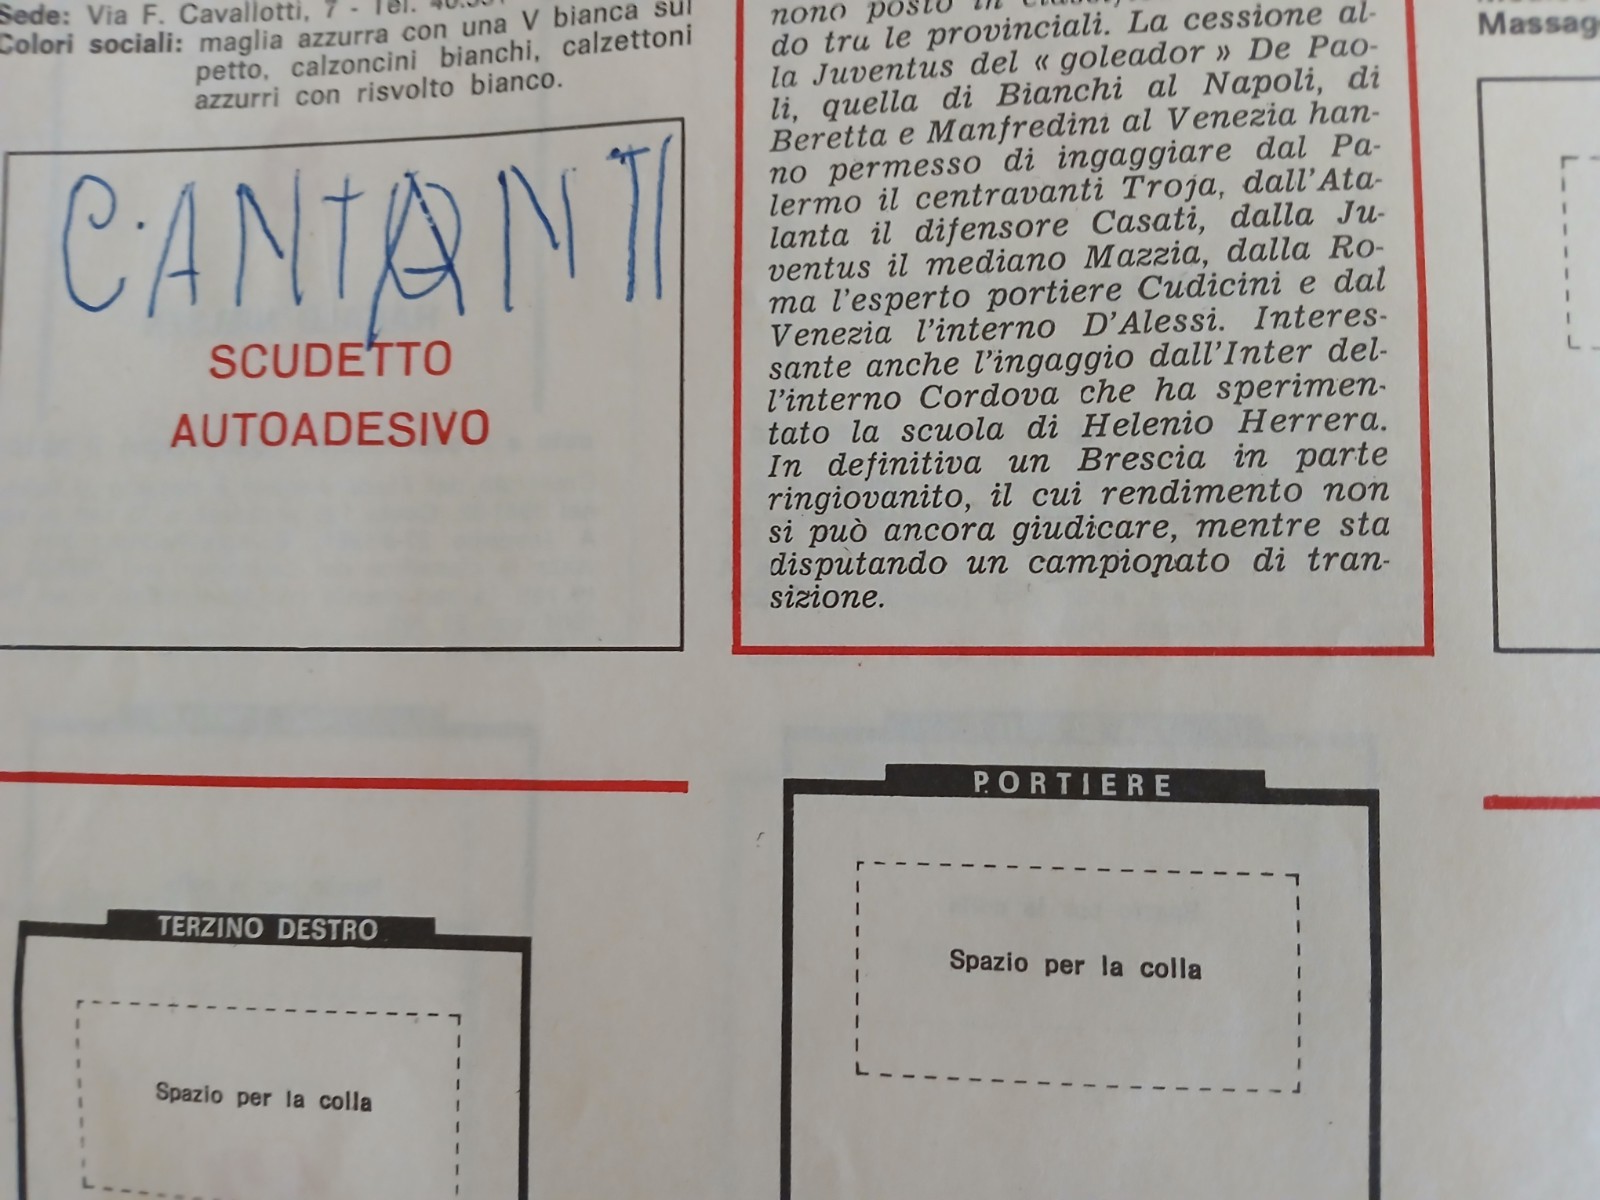 Sede: Via F. Cavallotti, 7 - Tel.
Colori sociali: maglia azzurra con una V bianca sul
petto, calzoncini bianchi, calzettoni
azzurri con risvolto bianco.
CANTANTI
SCUDETTO
AUTOADESIVO
nono posto in
do tra le provinciali. La cessione al-
la Juventus del « goleador » De Pao-
li, quella di Bianchi al Napoli, di
Beretta e Manfredini al Venezia han-
no permesso di ingaggiare dal Pa-
lermo il centravanti Troja, dall'Ata-
lanta il difensore Casati, dalla Ju-
ventus il mediano Mazzia, dalla Ro-
ma l'esperto portiere Cudicini e dal
Venezia l'interno D'Alessi. Interes-
sante anche l'ingaggio dall'Inter del-
l'interno Cordova che ha sperimen-
tato la scuola di Helenio Herrera.
In definitiva un Brescia in parte
ringiovanito, il cui rendimento non
si può ancora giudicare, mentre sta
disputando un campionato di tran-
sizione.
Massag
PORTIERE
Spazio per la colla
TERZINO DESTRO
Spazio per la colla